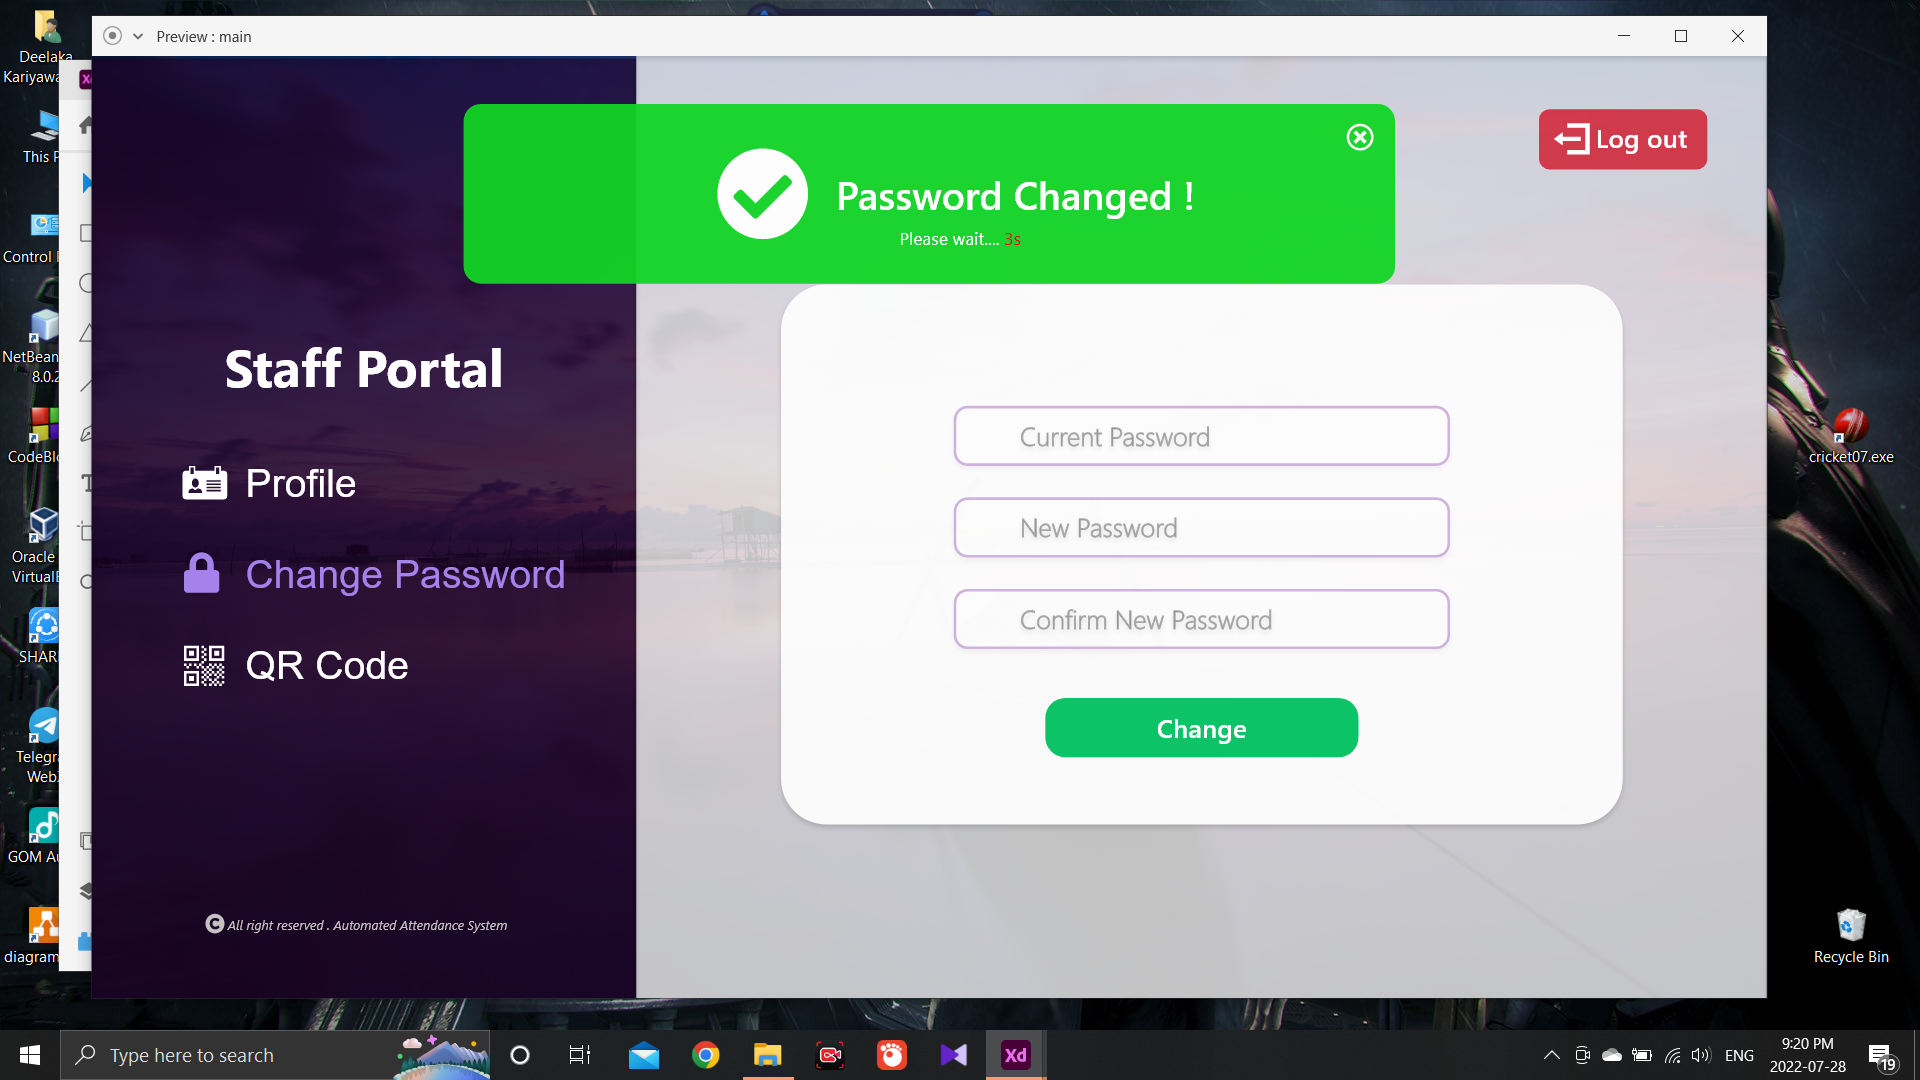 Deelaka
Kariyawa
This P
Control
NetBean
8.0.2
CodeBlo
Oracle
Virtual
SHAR
Telegr
Web
GOM Au
diagram
Preview : main
Staff Portal
Profile
Change Password
QR Code
C All right reserved . Automated Attendance System
Password Changed !
Please wait.... 3s
Log out
Current Password
New Password
Confirm New Password
Change
cricket07.exe
Recycle Bin
Type here to search
Xd
ENG
9:20 PM
2022-07-28
19